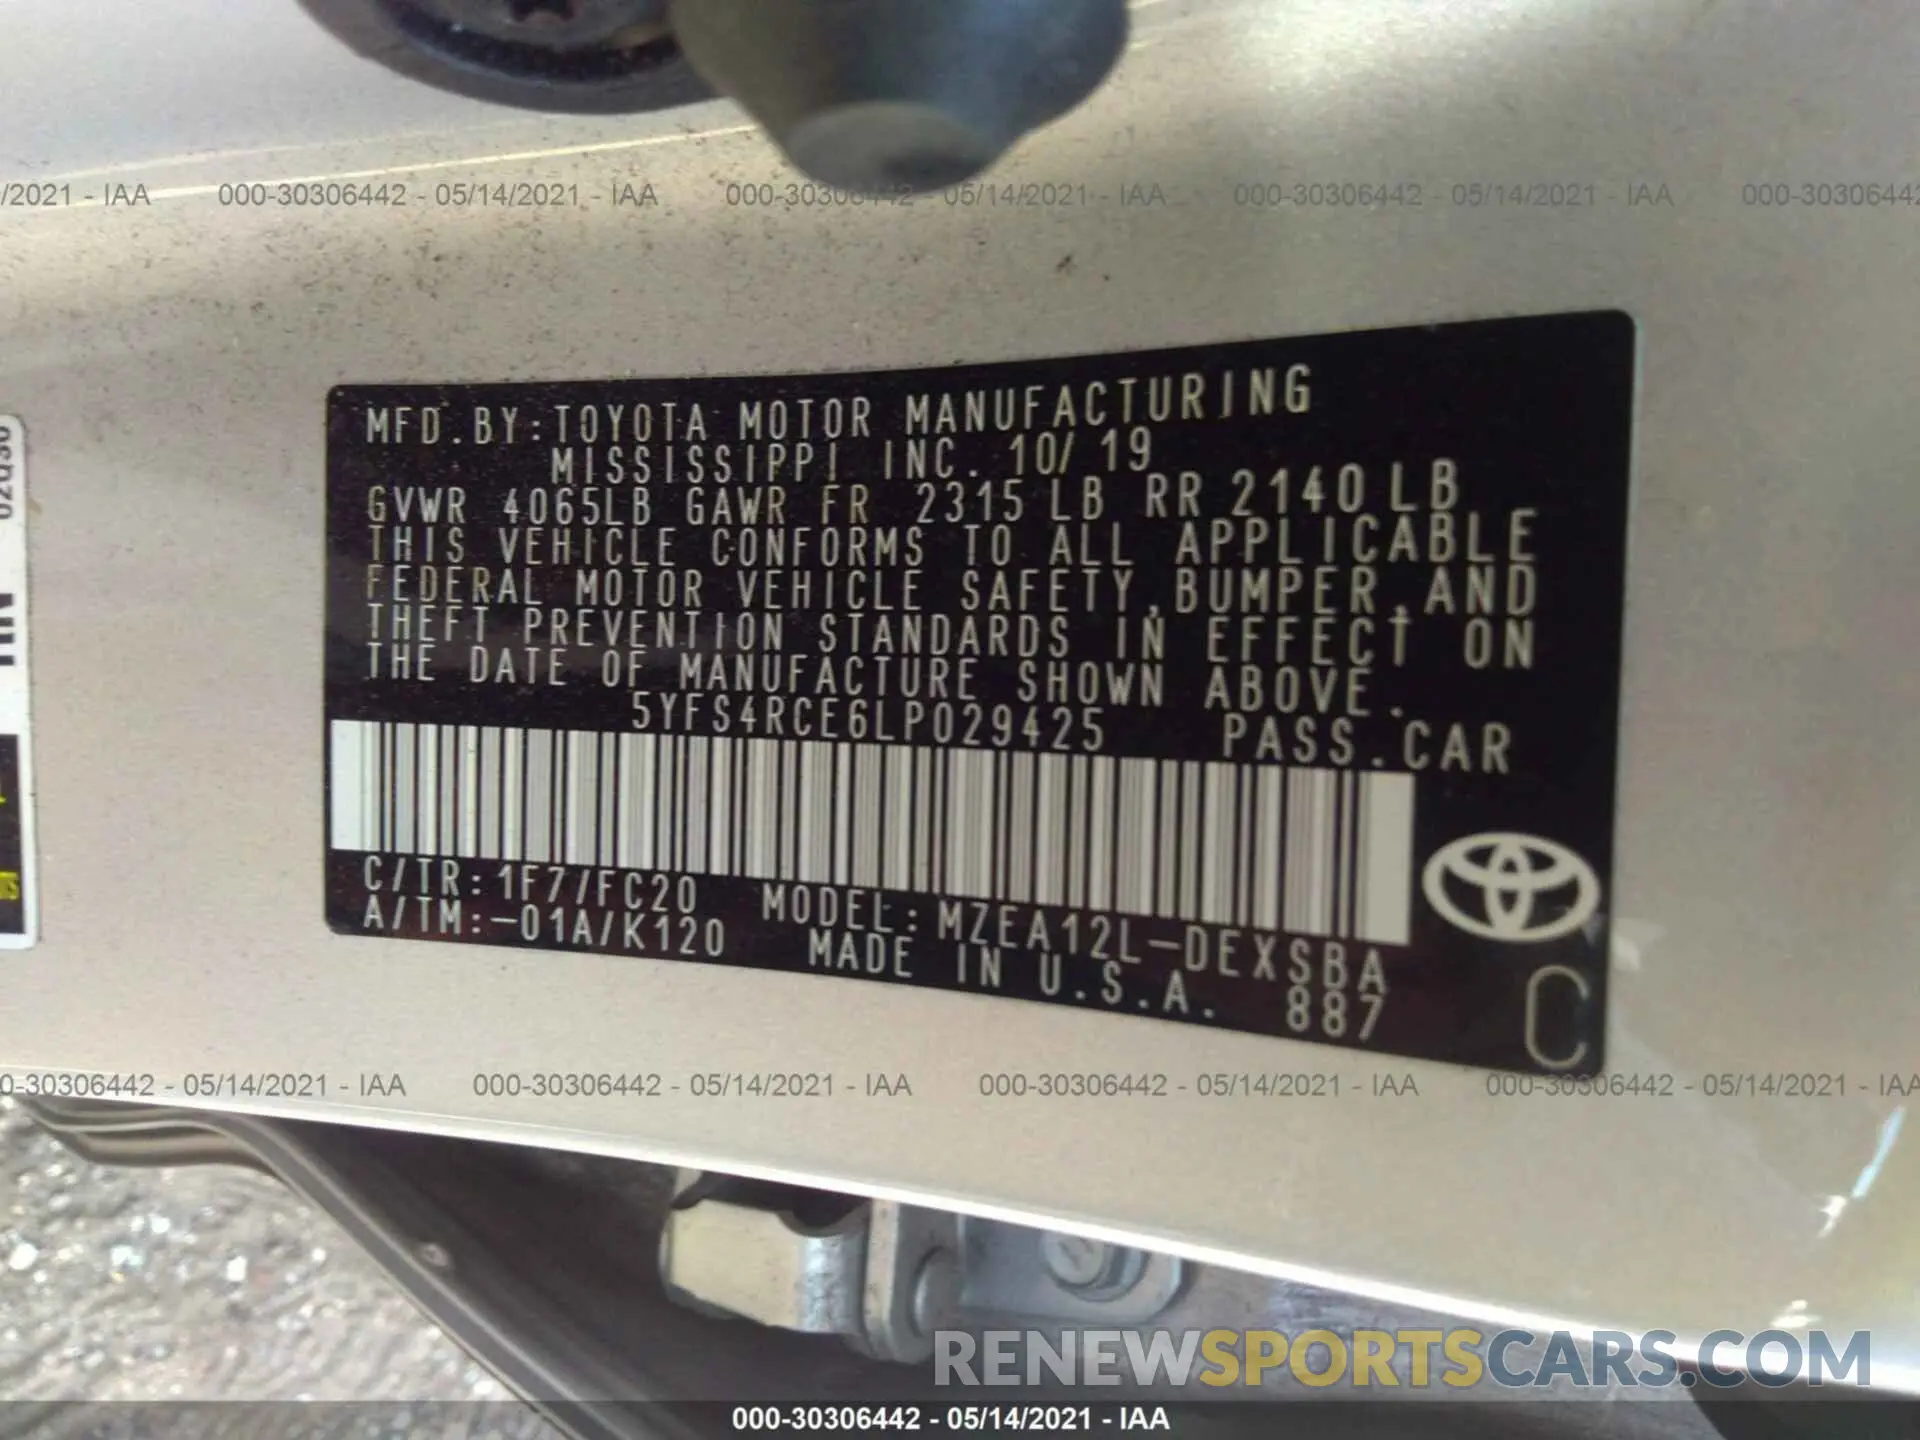 /2021 - IAA 000-30306442 - 05/14/2021 - IAA 000-30306442 - 05/14/2021 - IAA 000-30306442 - 05/14/2021 - IAA 000-3030644
MFD.BY:TOYOTA MOTOR MANUFACTURING
MISSISSIPPI INC. 10/ 19
GVWR 4065LB GAWR FR 2315 LB RR 2140 LB
THIS VEHICLE CONFORMS TO ALL APPLICABLE
FEDERAL MOTOR VEHICLE SAFETY,BUMPER,AND
THEFT PREVENTION STANDARDS IN EFFECT ON
THE DATE OF MANUFACTURE SHOWN ABOVE.
5YFS4RCE6LP029425 PASS.CAR
C/TR:1F7/FC20 MODEL:MZEA12L-DEXSBA
A/TM:-01A/K120 MADE IN U.S.A. 887
C
0-30306442 - 05/14/2021 - IAA 000-30306442 - 05/14/2021 - IAA 000-30306442 - 05/14/2021 - IAA 000-30306442 - 05/14/2021 - IAA
RENEWSPORTSCARS.COM
000-30306442 - 05/14/2021 - IAA